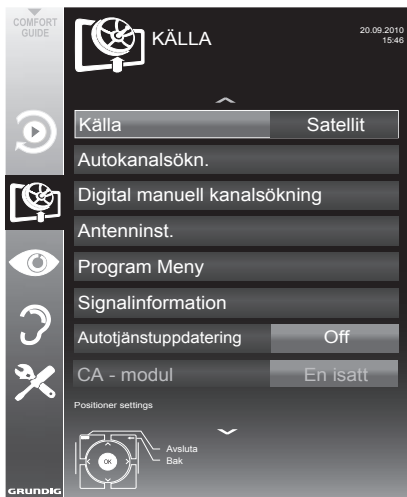 COMFORT
GUIDE
KÄLLA
20.09.2010
15:46
Källa Satellit
Autokanalsökn.
Digital manuell kanalsökning
Antenninst.
Program Meny
Signalinformation
Autotjänstuppdatering Off
CA - modul En isatt
Positioner settings
Avsluta
Bak
OK
GRUNDIG